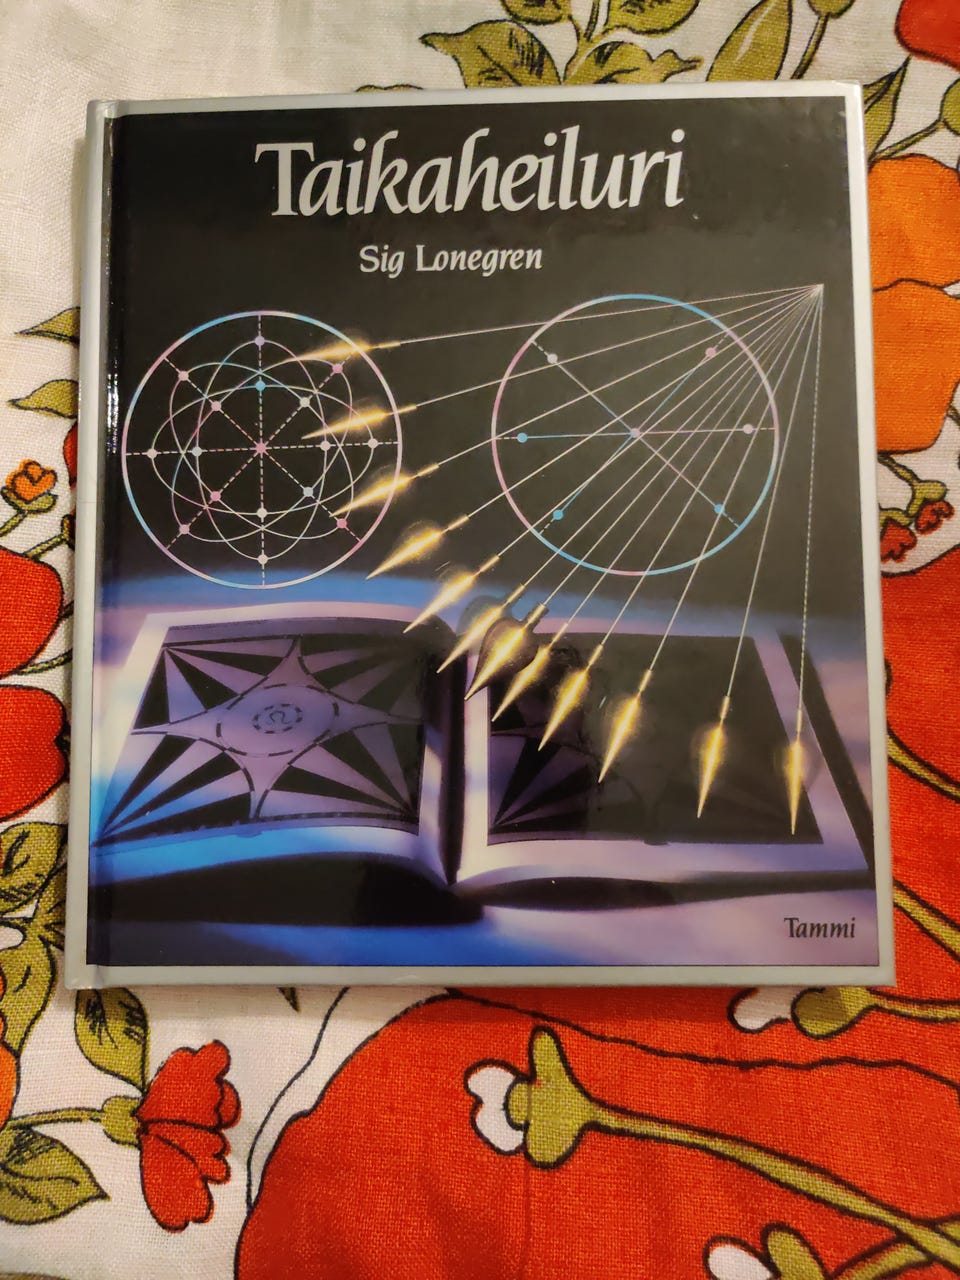 Taikaheiluri
Sig Lonegren
Tammi